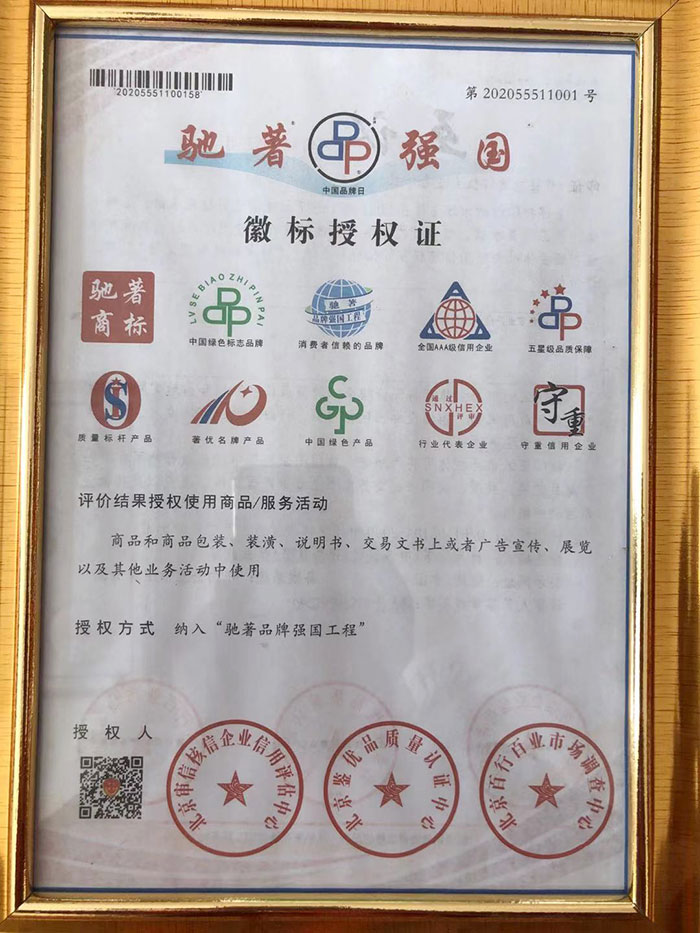 20205551100158
第 202055511001 号
驰著强国
中国品牌日
徽标授权证
驰著
商标
LVSEBIAOZHIPINPAI
中国绿色标志品牌
驰著
品牌强国工程
消费者信赖的品牌
全国AAA级信用企业
五星级品质保障
质量标杆产品
著优名牌产品
中国绿色产品
通过
SNXHEX
评审
行业代表企业
守重
守重信用企业
评价结果授权使用商品/服务活动
商品和商品包装、装潢、说明书、交易文书上或者广告宣传、展览
以及其他业务活动中使用
授权方式 纳入“驰著品牌强国工程”
授权人
北京审信核信企业信用评估中心
北京鉴优品质量认证中心
北京百行百业市场调查中心